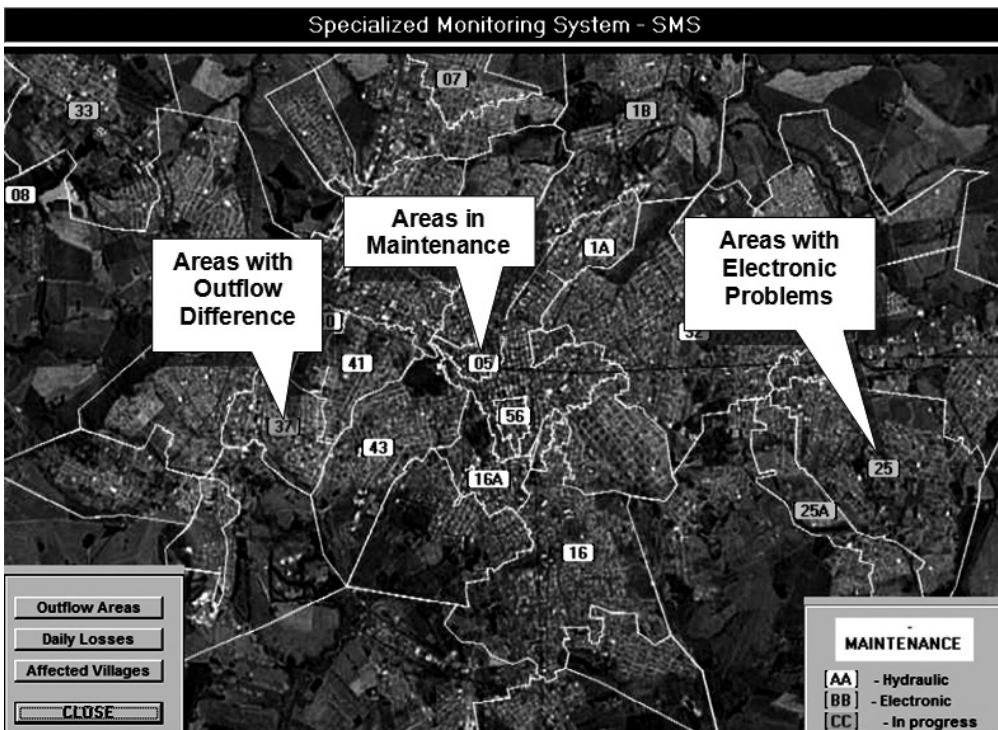 Specialized Monitoring System - SMS
07
33
1B
08
Areas in
Maintenance
1A
Areas with
Electronic
Problems
Areas with
Outflow
Difference
41
05
37
56
43
25
16A
25A
16
Outflow Areas
Daily Losses
Affected Villages
CLOSE
-
MAINTENANCE
[AA] - Hydraulic
[BB] - Electronic
[CC] - In progress